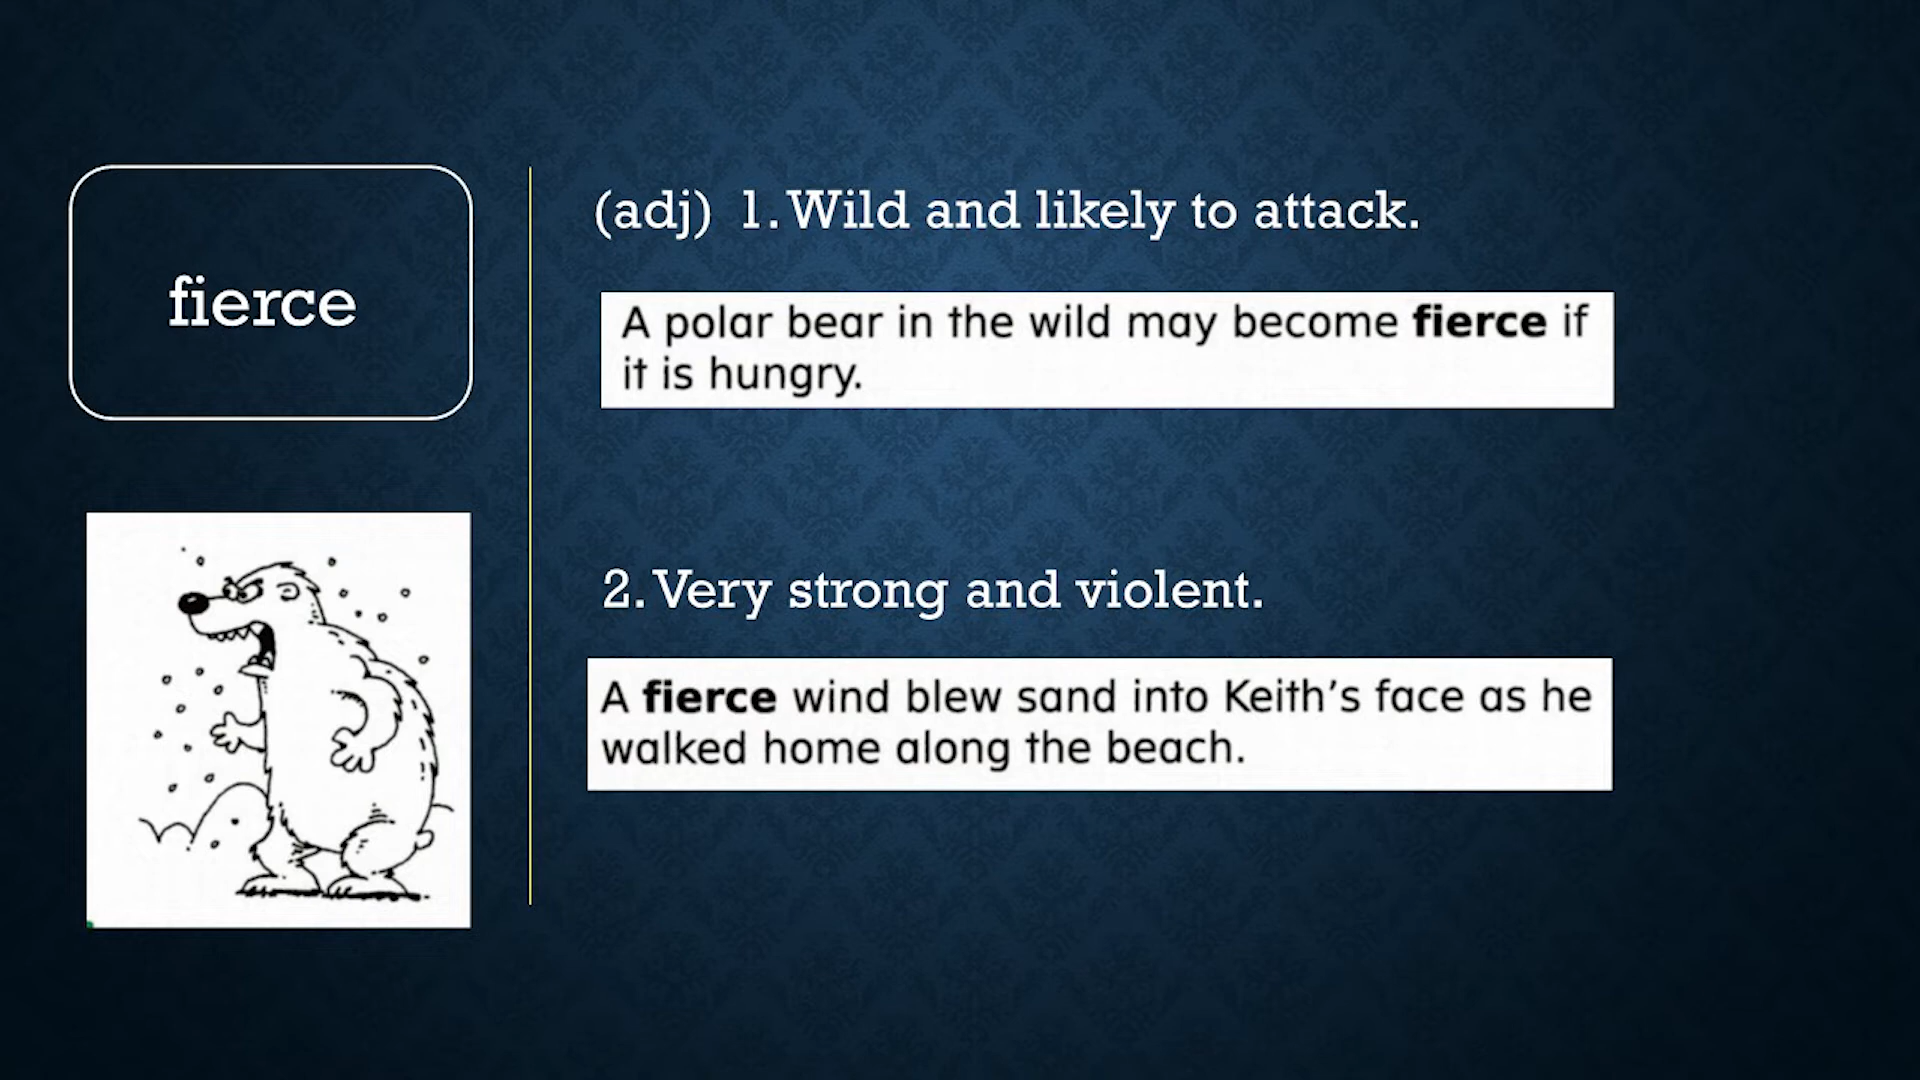 fierce
(adj) 1. Wild and likely to attack.
A polar bear in the wild may become fierce if
it is hungry.
2. Very strong and violent.
A fierce wind blew sand into Keith's face as he
walked home along the beach.